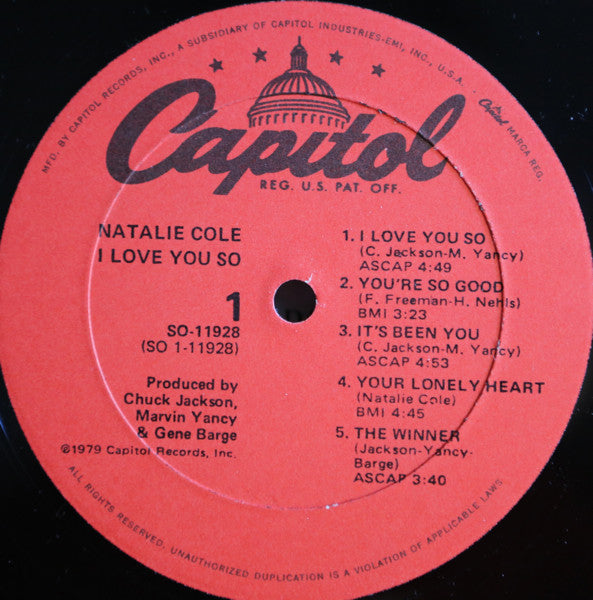 MFD. BY CAPITOL RECORDS, INC., A SUBSIDIARY OF CAPITOL INDUSTRIES-EMI, INC., U.S.A. · Capitol MARCA REG.
Capitol
REG. U.S. PAT. OFF.
NATALIE COLE
I LOVE YOU SO
1
SO-11928
(SO 1-11928)
Produced by
Chuck Jackson,
Marvin Yancy
& Gene Barge
©1979 Capitol Records, Inc.
1. I LOVE YOU SO
(C. Jackson-M. Yancy)
ASCAP 4:49
2. YOU'RE SO GOOD
(F. Freeman-H. Nehls)
BMI 3:23
3. IT'S BEEN YOU
(C. Jackson-M. Yancy)
ASCAP 4:53
4. YOUR LONELY HEART
(Natalie Cole)
BMI 4:45
5. THE WINNER
(Jackson-Yancy-
Barge)
ASCAP 3:40
ALL RIGHTS RESERVED. UNAUTHORIZED DUPLICATION IS A VIOLATION OF APPLICABLE LAWS.